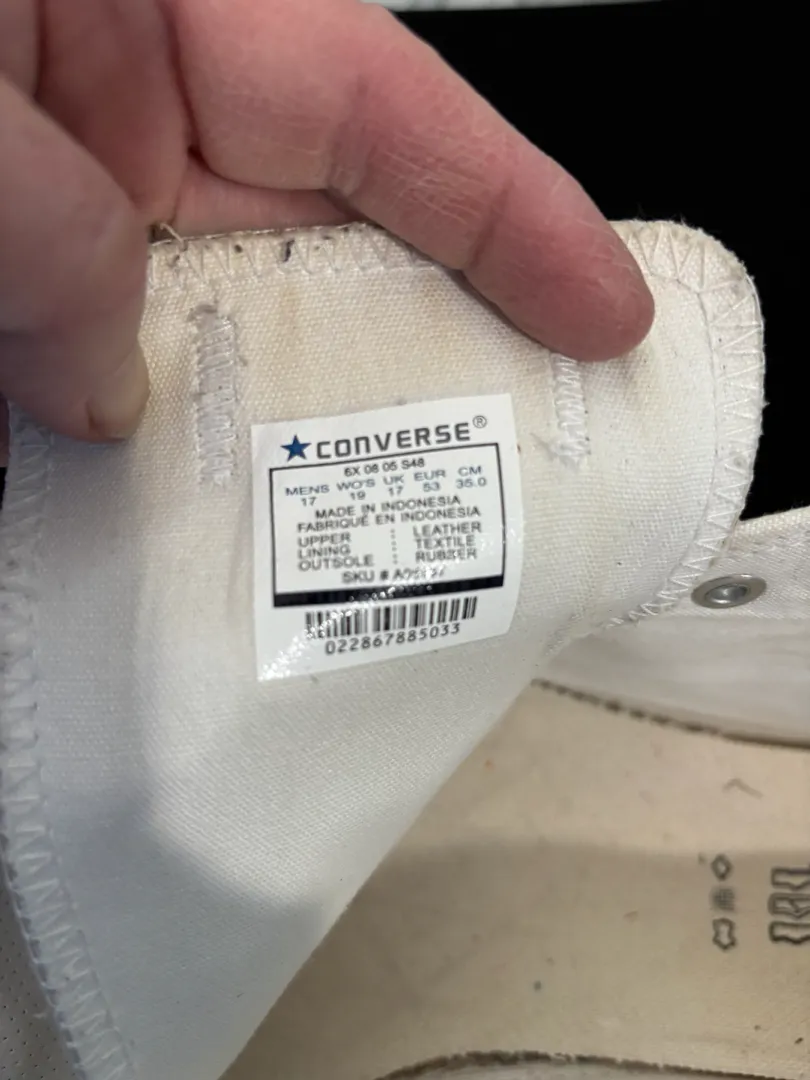 ★CONVERSE®
6X 08 05 S48
MENS WO'S UK EUR CM
17 19 17 53 35.0
MADE IN INDONESIA
FABRIQUÉ EN INDONESIA
UPPER : LEATHER
LINING : TEXTILE
OUTSOLE : RUBBER
SKU #
022867885033